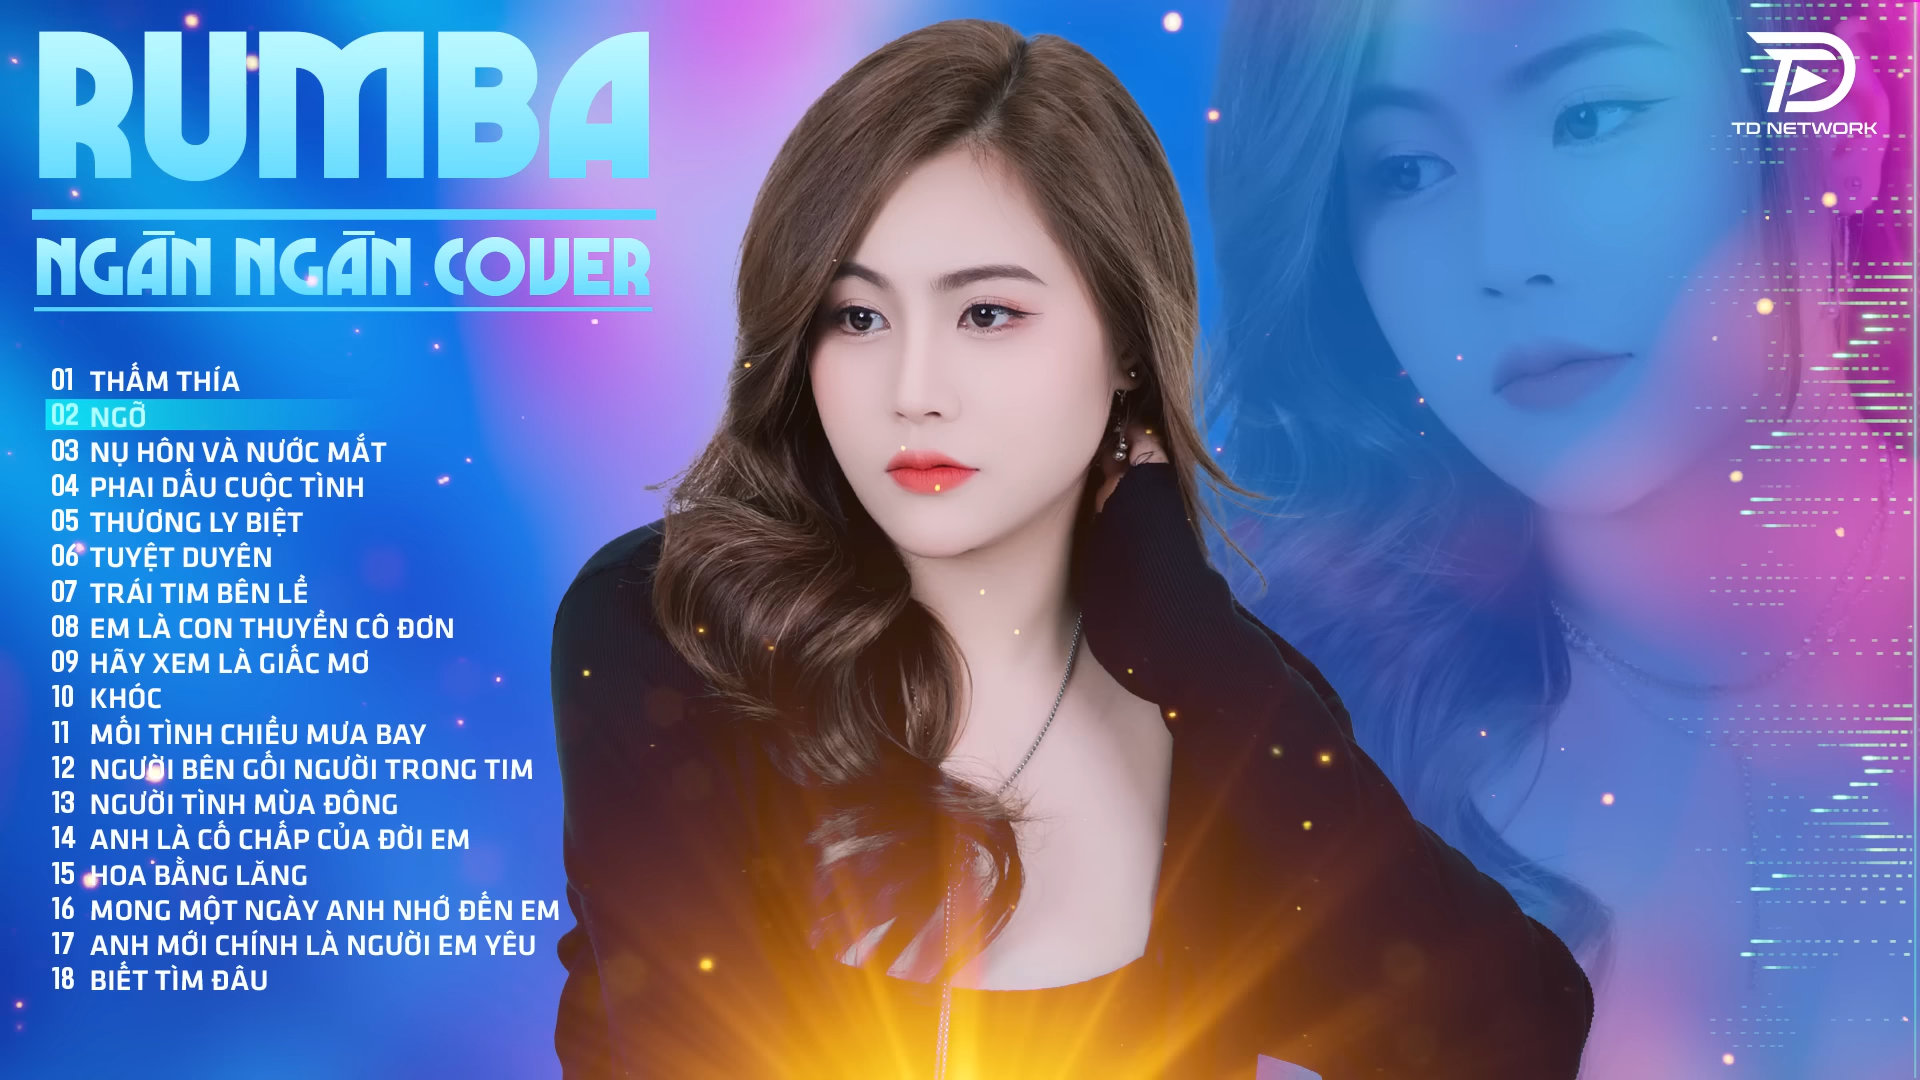 RUMBA
NGÂN NGÂN COVER
01 THẤM THÍA
02 NGỠ
03 NỤ HÔN VÀ NƯỚC MẮT
04 PHAI DẤU CUỘC TÌNH
05 THƯƠNG LY BIỆT
06 TUYỆT DUYÊN
07 TRÁI TIM BÊN LỀ
08 EM LÀ CON THUYỀN CÔ ĐƠN
09 HÃY XEM LÀ GIẤC MƠ
10 KHÓC
11 MỐI TÌNH CHIỀU MƯA BAY
12 NGƯỜI BÊN GỐI NGƯỜI TRONG TIM
13 NGƯỜI TÌNH MÙA ĐÔNG
14 ANH LÀ CỐ CHẤP CỦA ĐỜI EM
15 HOA BẰNG LĂNG
16 MONG MỘT NGÀY ANH NHỚ ĐẾN EM
17 ANH MỚI CHÍNH LÀ NGƯỜI EM YÊU
18 BIẾT TÌM ĐÂU
TD NETWORK